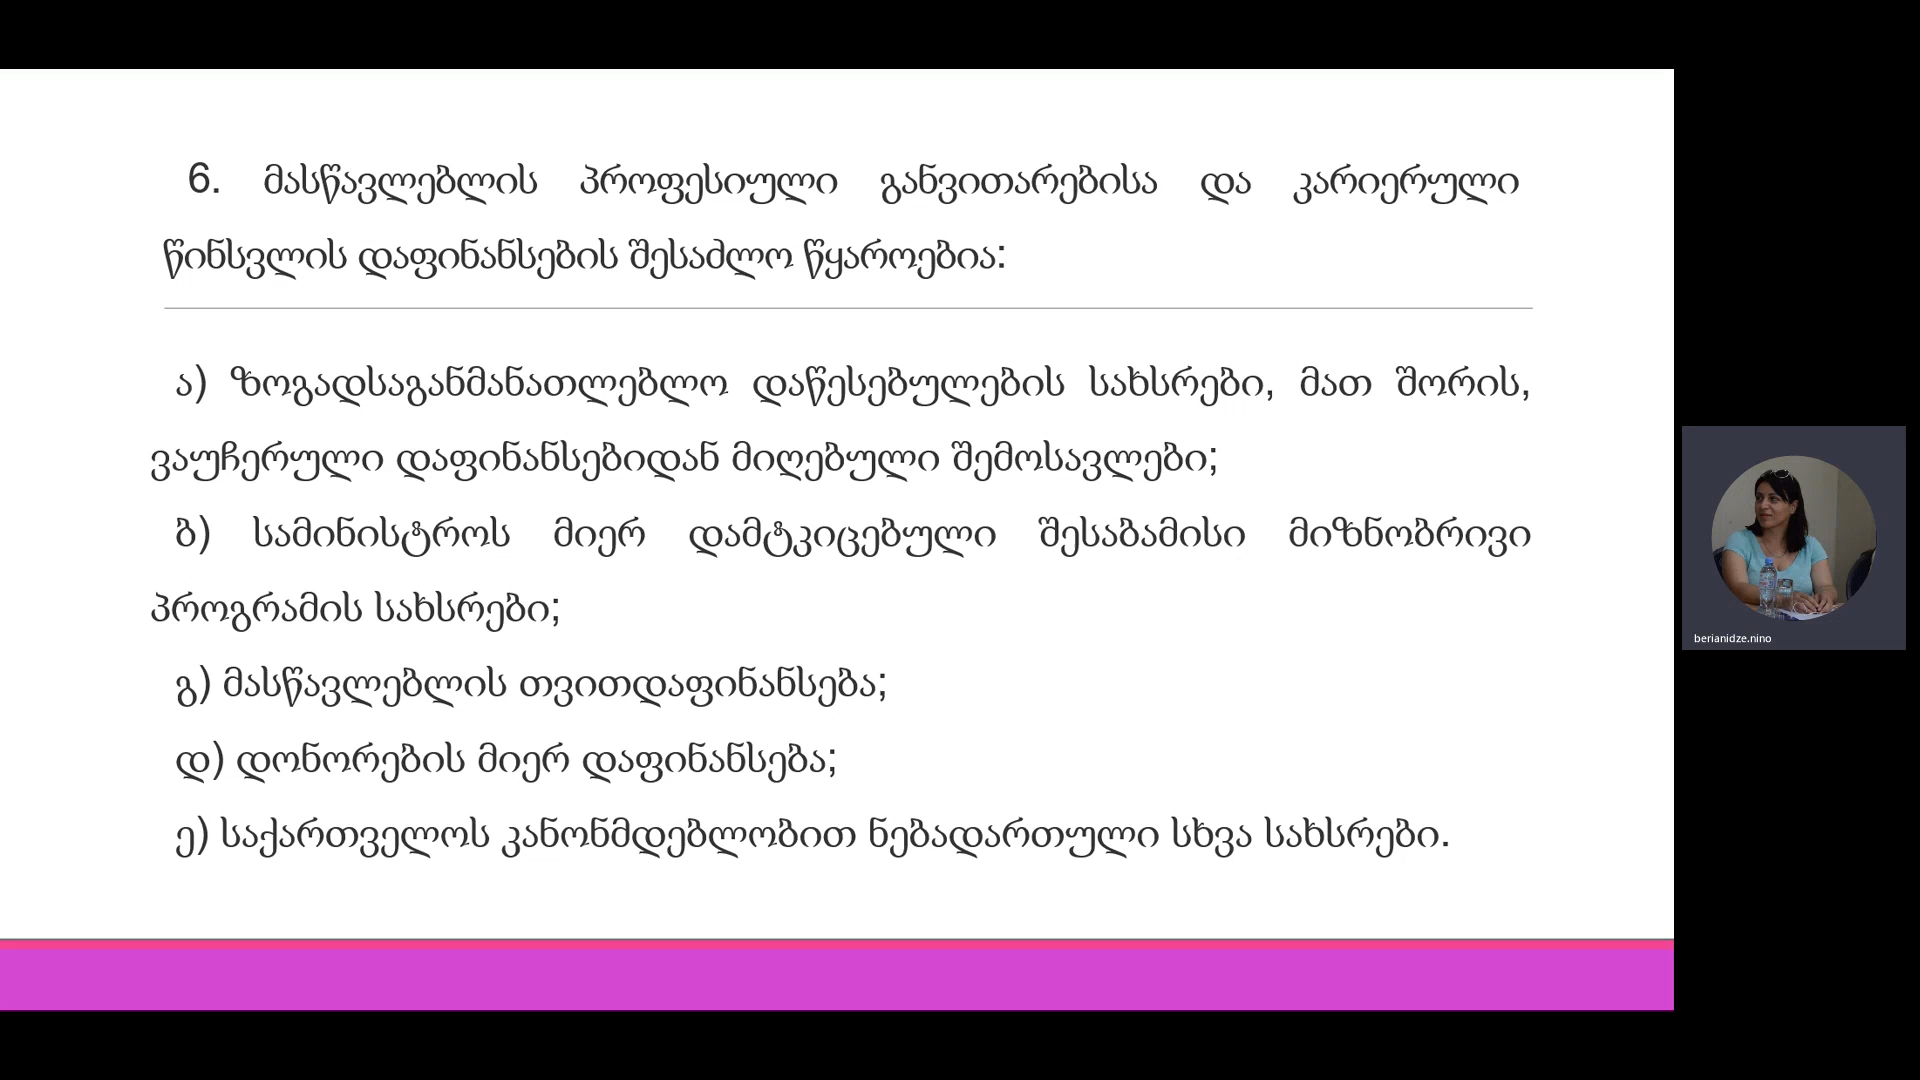 6. მასწავლებლის პროფესიული განვითარებისა და კარიერული
წინსვლის დაფინანსების შესაძლო წყაროებია:
ა) ზოგადსაგანმანათლებლო დაწესებულების სახსრები, მათ შორის,
ვაუჩერული დაფინანსებიდან მიღებული შემოსავლები;
ბ) სამინისტროს მიერ დამტკიცებული შესაბამისი მიზნობრივი
პროგრამის სახსრები;
გ) მასწავლებლის თვითდაფინანსება;
დ) დონორების მიერ დაფინანსება;
ე) საქართველოს კანონმდებლობით ნებადართული სხვა სახსრები.
berianidze.nino